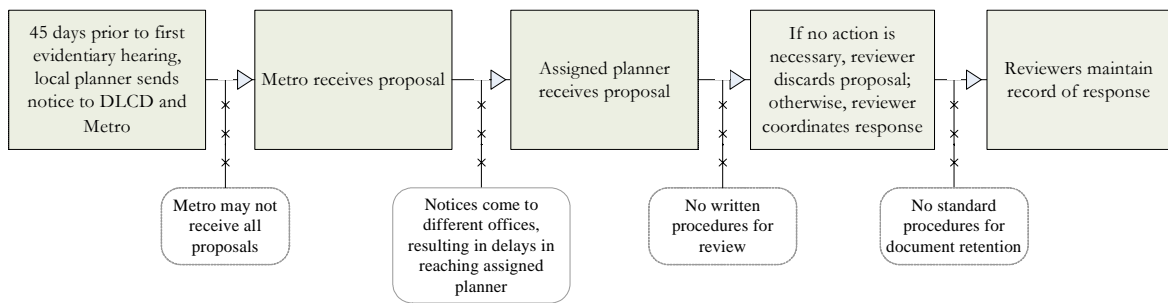 45 days prior to first
evidentiary hearing,
local planner sends
notice to DLCD and
Metro
Metro receives proposal
Assigned planner
receives proposal
If no action is
necessary, reviewer
discards proposal;
otherwise, reviewer
coordinates response
Reviewers maintain
record of response
Metro may not
receive all
proposals
Notices come to
different offices,
resulting in delays in
reaching assigned
planner
No written
procedures for
review
No standard
procedures for
document retention